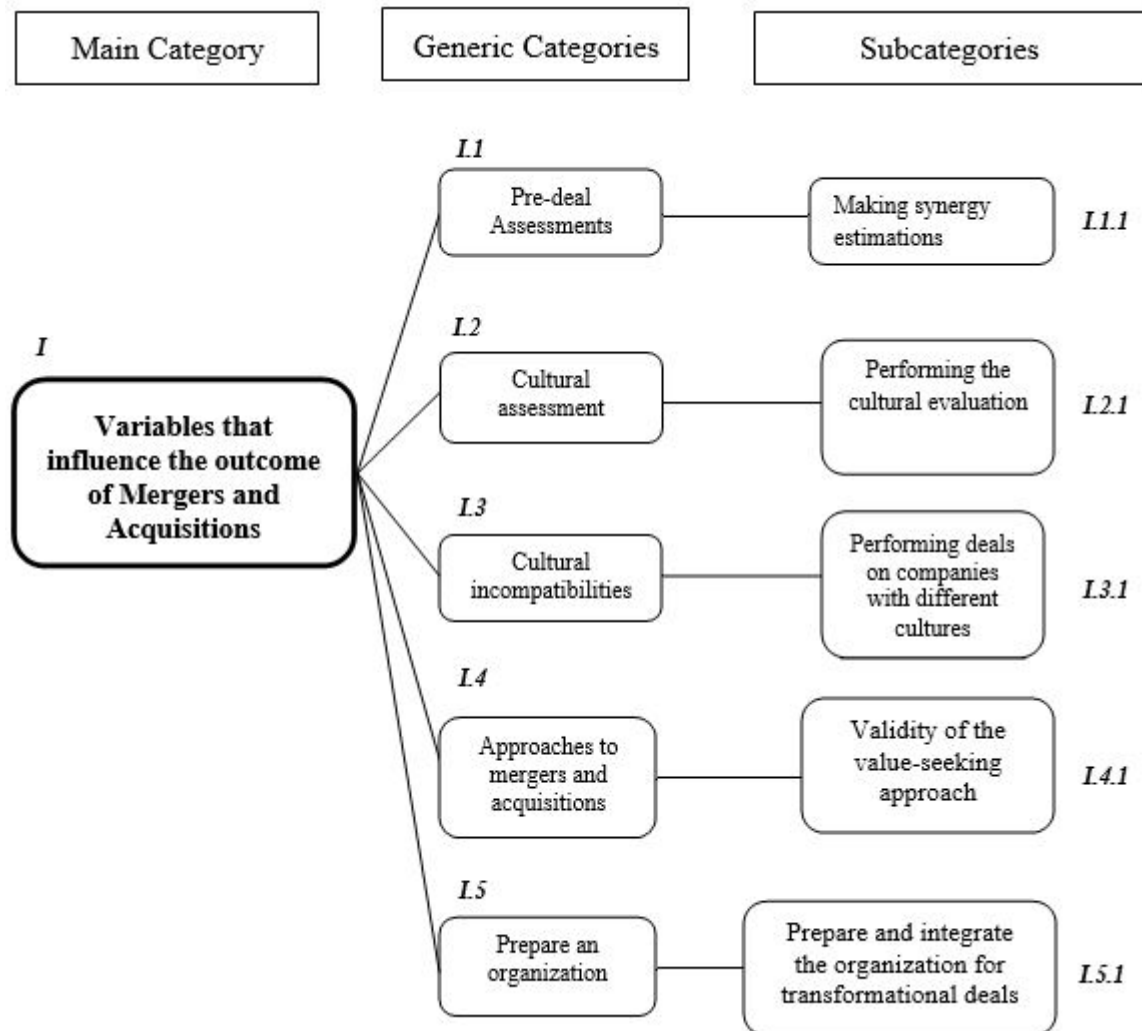 Main Category
Generic Categories
Subcategories
I.1
Pre-deal
Assessments
Making synergy
estimations
I.1.1
I
Variables that
influence the outcome
of Mergers and
Acquisitions
I.2
Cultural
assessment
Performing the
cultural evaluation
I.2.1
I.3
Cultural
incompatibilities
Performing deals
on companies
with different
cultures
I.3.1
I.4
Approaches to
mergers and
acquisitions
Validity of the
value-seeking
approach
I.4.1
I.5
Prepare an
organization
Prepare and integrate
the organization for
transformational deals
I.5.1